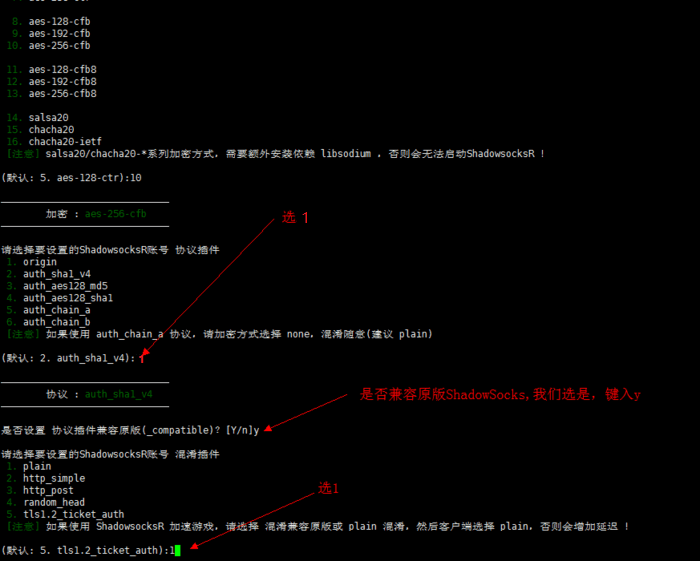 8. aes-128-cfb
9. aes-192-cfb
10. aes-256-cfb
11. aes-128-cfb8
12. aes-192-cfb8
13. aes-256-cfb8
14. salsa20
15. chacha20
16. chacha20-ietf
[注意] salsa20/chacha20-*系列加密方式，需要额外安装依赖 libsodium ，否则会无法启动ShadowsocksR !
(默认: 5. aes-128-ctr):10
加密 : aes-256-cfb
选 1
请选择要设置的ShadowsocksR账号 协议插件
1. origin
2. auth_sha1_v4
3. auth_aes128_md5
4. auth_aes128_sha1
5. auth_chain_a
6. auth_chain_b
[注意] 如果使用 auth_chain_a 协议，请加密方式选择 none，混淆随意(建议 plain)
(默认: 2. auth_sha1_v4): 1
协议 : auth_sha1_v4
是否兼容原版ShadowSocks,我们选是，键入y
是否设置 协议插件兼容原版(_compatible)? [Y/n]y
请选择要设置的ShadowsocksR账号 混淆插件
1. plain
2. http_simple
3. http_post
4. random_head
5. tls1.2_ticket_auth
选1
[注意] 如果使用 ShadowsocksR 加速游戏，请选择 混淆兼容原版或 plain 混淆，然后客户端选择 plain，否则会增加延迟 !
(默认: 5. tls1.2_ticket_auth):1